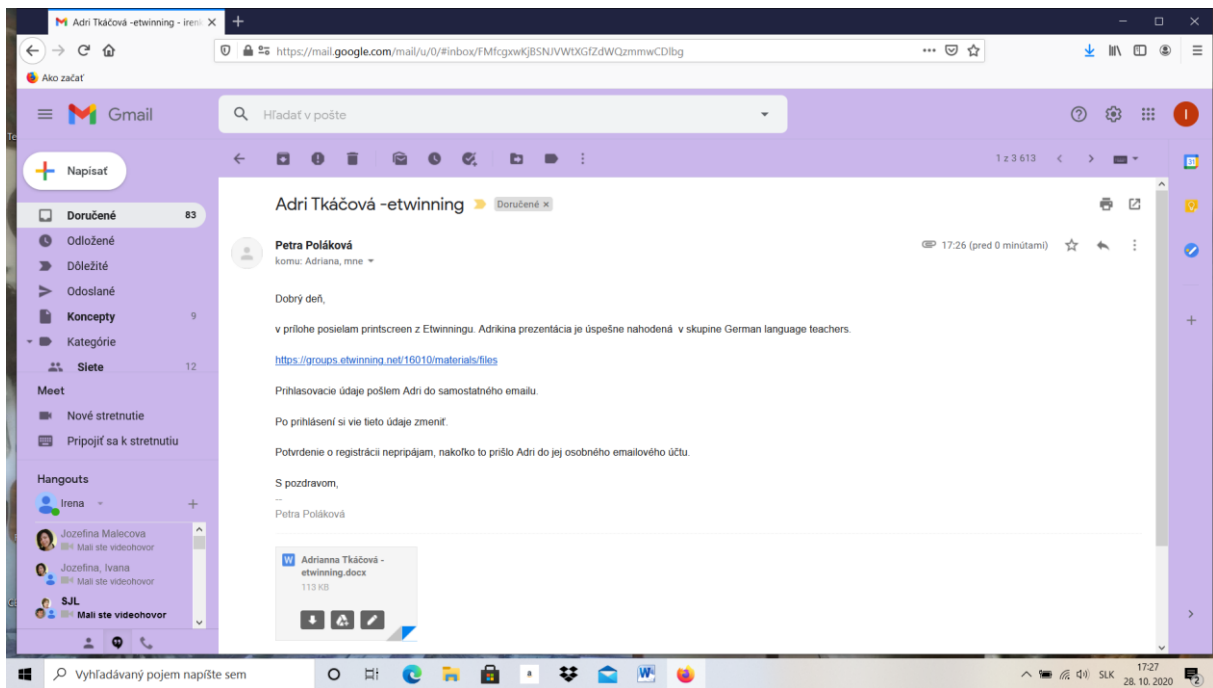 Adri Tkáčová -etwinning - iren
Ako začať
https://mail.google.com/mail/u/0/#inbox/FMfcgxwKjBSNJVWtXGfZdWQzmmwCDlbg
Gmail
Hľadať v pošte
I
Napísať
1 z 3 613
31
Doručené 83
Odložené
Dôležité
Odoslané
Koncepty 9
Kategórie
Siete 12
Meet
Nové stretnutie
Pripojiť sa k stretnutiu
Hangouts
Irena
Jozefina Malecova
Mali ste videohovor
Jozefína, Ivana
Mali ste videohovor
SJL
Mali ste videohovor
Adri Tkáčová -etwinning
Doručené ×
Petra Poláková
17:26 (pred 0 minútami)
komu: Adriana, mne
Dobrý deň,
v prílohe posielam printscreen z Etwinningu. Adrikina prezentácia je úspešne nahodená v skupine German language teachers.
https://groups.etwinning.net/16010/materials/files
Prihlasovacie údaje pošlem Adri do samostatného emailu.
Po prihlásení si vie tieto údaje zmeniť.
Potvrdenie o registrácii nepripájam, nakoľko to prišlo Adri do jej osobného emailového účtu.
S pozdravom,
--
Petra Poláková
W Adrianna Tkáčová -
etwinning.docx
113 KB
Vyhľadávaný pojem napíšte sem
a
W
SLK
17:27
28. 10. 2020
2